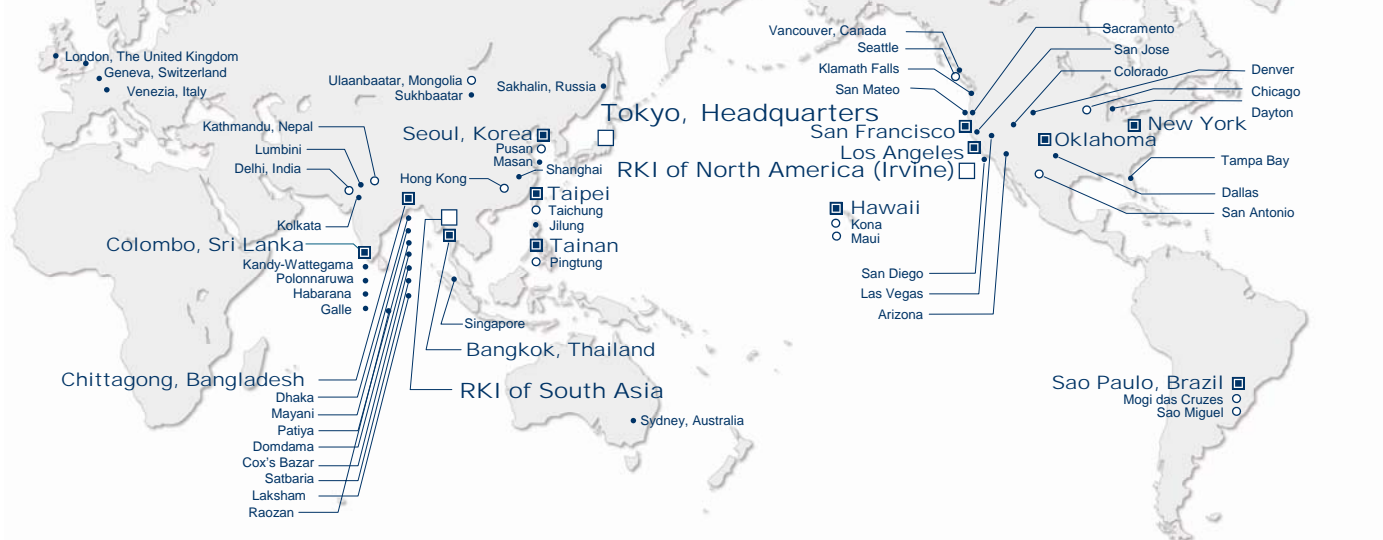 London, The United Kingdom
Geneva, Switzerland
Venezia, Italy
Ulaanbaatar, Mongolia
Sukhbaatar
Sakhalin, Russia
Tokyo, Headquarters
Kathmandu, Nepal
Lumbini
Delhi, India
Seoul, Korea
Pusan
Masan
Shanghai
Hong Kong
Taipei
Taichung
Jilung
Tainan
Pingtung
Kolkata
Colombo, Sri Lanka
Kandy-Wattegama
Polonnaruwa
Habarana
Galle
Singapore
Bangkok, Thailand
RKI of South Asia
Chittagong, Bangladesh
Dhaka
Mayani
Patiya
Domdama
Cox's Bazar
Satbaria
Laksham
Raozan
Sydney, Australia
Vancouver, Canada
Seattle
Klamath Falls
San Mateo
San Francisco
Los Angeles
RKI of North America (Irvine)
Hawaii
Kona
Maui
San Diego
Las Vegas
Arizona
Sacramento
San Jose
Colorado
Denver
Chicago
Dayton
New York
Oklahoma
Tampa Bay
Dallas
San Antonio
Sao Paulo, Brazil
Mogi das Cruzes
Sao Miguel